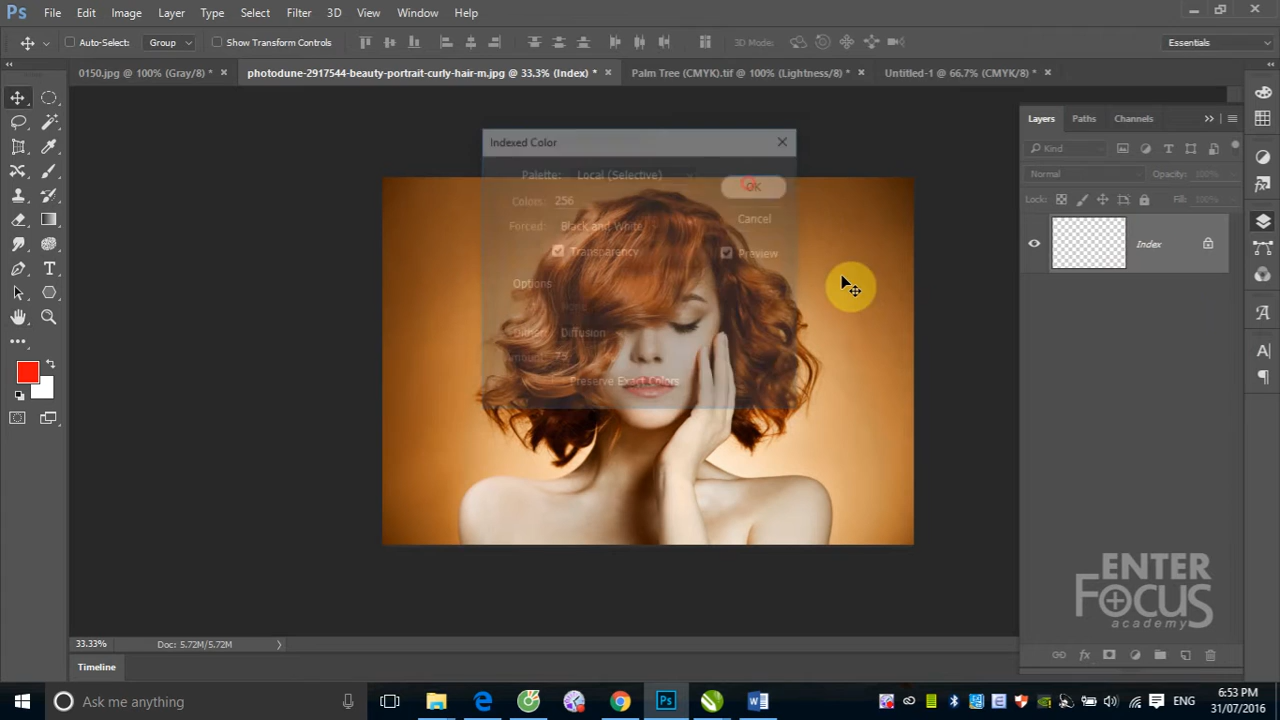 Ps File Edit Image Layer Type Select Filter 3D View Window Help
Auto-Select: Group Show Transform Controls 3D Mode: Essentials
0150.jpg @ 100% (Gray/8) * × photodune-2917544-beauty-portrait-curly-hair-m.jpg @ 33.3% (Index) * × Palm Tree (CMYK).tif @ 100% (Lightness/8) * × Untitled-1 @ 66.7% (CMYK/8) * ×
Layers Paths Channels
Indexed Color
Kind
Palette: Local (Selective)
Normal Opacity: 100%
OK
Colors: 256
Lock: Fill: 100%
Cancel
Forced: Black and White
Transparency
Preview
Index
Options
None
Dither: Diffusion
Amount: 75
Preserve Exact Colors
ENTER
FOCUS
academy
33.33% Doc: 5.72M/5.72M
Timeline
Ask me anything
Ps
ENG
6:53 PM
31/07/2016